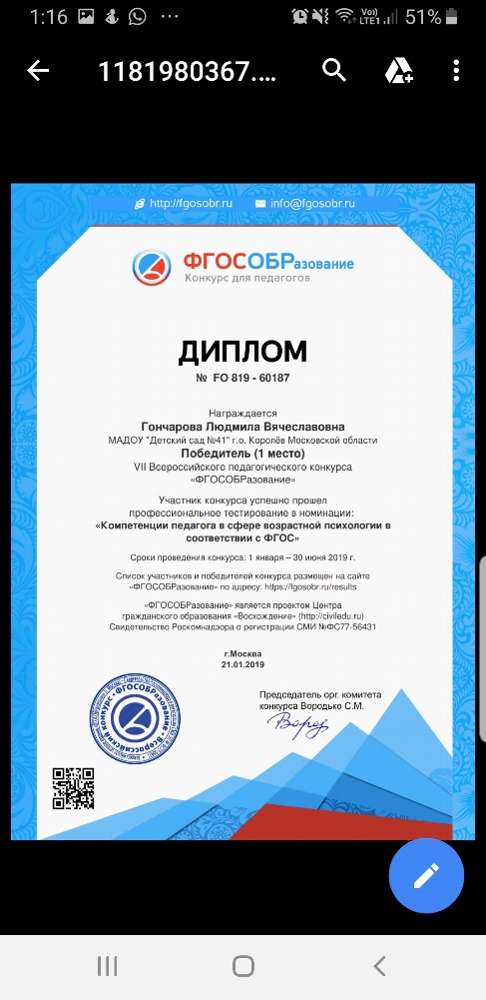 1:16
Vo))
LTE1
51%
1181980367....
http://fgosobr.ru
info@fgosobr.ru
ФГОСОБРазование
Конкурс для педагогов
ДИПЛОМ
№ FO 819 - 60187
Награждается
Гончарова Людмила Вячеславовна
МАДОУ "Детский сад №41" г.о. Королёв Московской области
Победитель (1 место)
VII Всероссийского педагогического конкурса
«ФГОСОБРазование»
Участник конкурса успешно прошел
профессиональное тестирование в номинации:
«Компетенции педагога в сфере возрастной психологии в
соответствии с ФГОС»
Сроки проведения конкурса: 1 января – 30 июня 2019 г.
Список участников и победителей конкурса размещен на сайте
«ФГОСОБРазование» по адресу: https://fgosobr.ru/results
«ФГОСОБРазование» является проектом Центра
гражданского образования «Восхождение» (http://civiledu.ru)
Свидетельство Роскомнадзора о регистрации СМИ №ФС77-56431
г.Москва
21.01.2019
Председатель орг. комитета
конкурса Вородько С.М.
ФГОСОБРазование • Всероссийский конкурс •